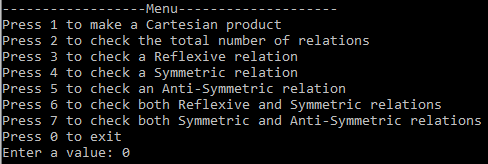 ------------------Menu--------------------
Press 1 to make a Cartesian product
Press 2 to check the total number of relations
Press 3 to check a Reflexive relation
Press 4 to check a Symmetric relation
Press 5 to check an Anti-Symmetric relation
Press 6 to check both Reflexive and Symmetric relations
Press 7 to check both Symmetric and Anti-Symmetric relations
Press 0 to exit
Enter a value: 0